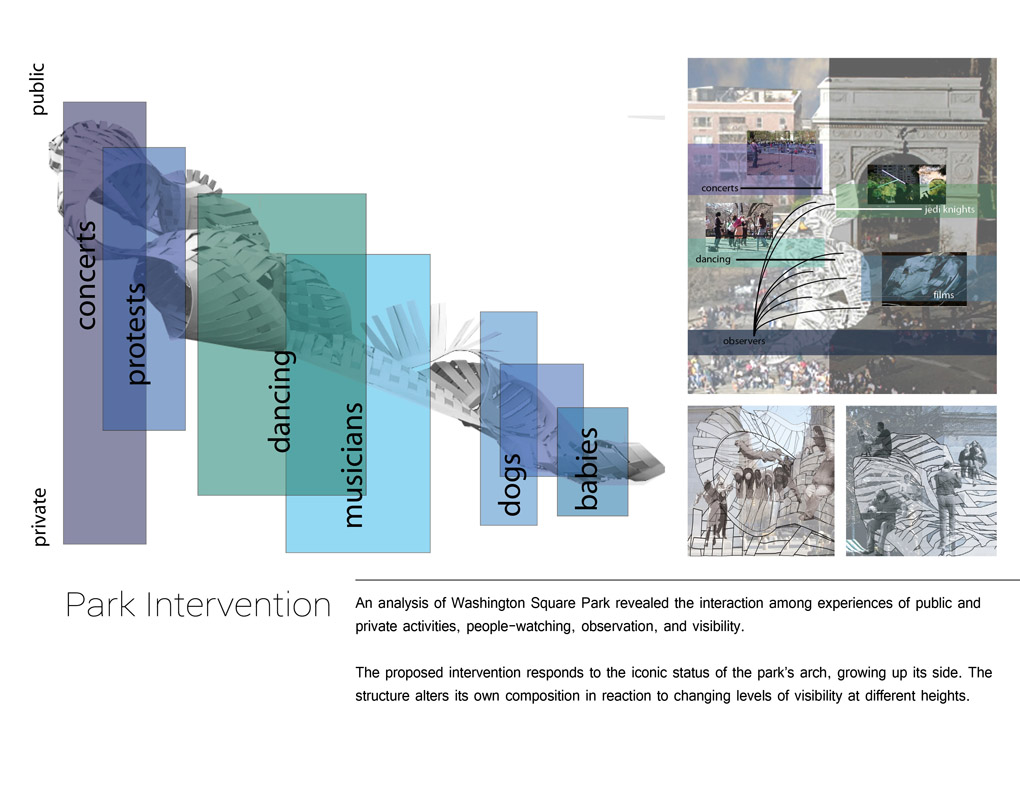 public
private
concerts
protests
dancing
musicians
dogs
babies
concerts
jedi knights
dancing
films
observers
Park Intervention
An analysis of Washington Square Park revealed the interaction among experiences of public and
private activities, people-watching, observation, and visibility.
The proposed intervention responds to the iconic status of the park's arch, growing up its side. The
structure alters its own composition in reaction to changing levels of visibility at different heights.